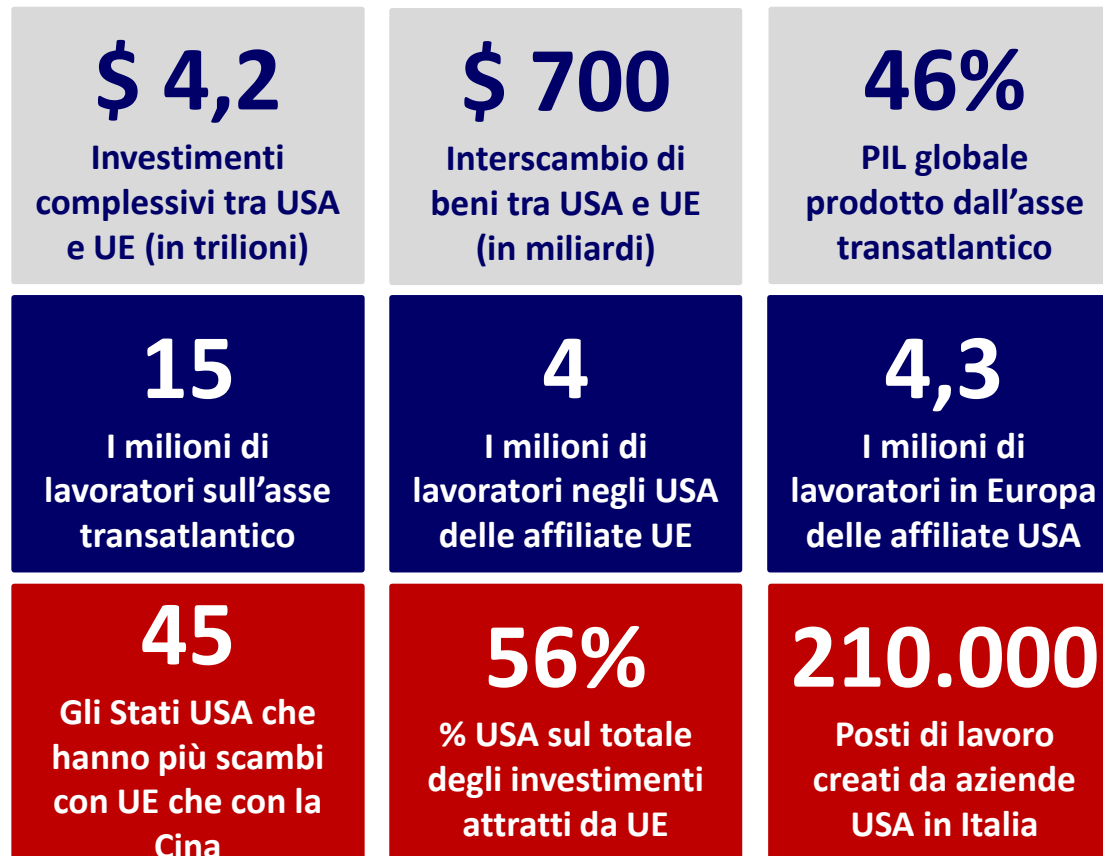 $ 4,2
Investimenti
complessivi tra USA
e UE (in trilioni)
$ 700
Interscambio di
beni tra USA e UE
(in miliardi)
46%
PIL globale
prodotto dall’asse
transatlantico
15
I milioni di
lavoratori sull’asse
transatlantico
4
I milioni di
lavoratori negli USA
delle affiliate UE
4,3
I milioni di
lavoratori in Europa
delle affiliate USA
45
Gli Stati USA che
hanno più scambi
con UE che con la
Cina
56%
% USA sul totale
degli investimenti
attratti da UE
210.000
Posti di lavoro
creati da aziende
USA in Italia